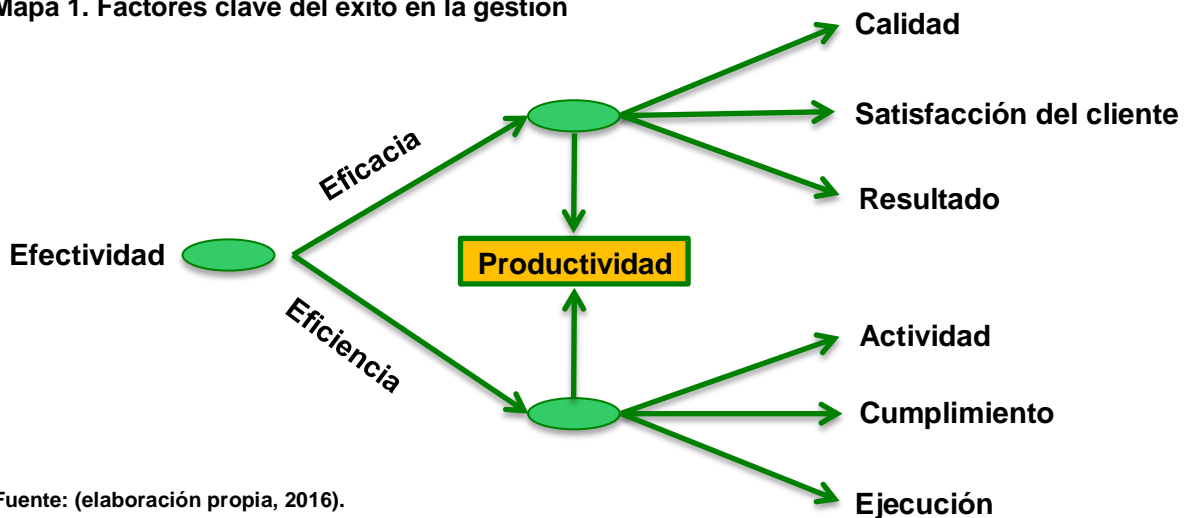 Mapa 1. Factores clave del éxito en la gestión
Calidad
Satisfacción del cliente
Eficacia
Resultado
Efectividad
Productividad
Eficiencia
Actividad
Cumplimiento
Ejecución
Fuente: (elaboración propia, 2016).